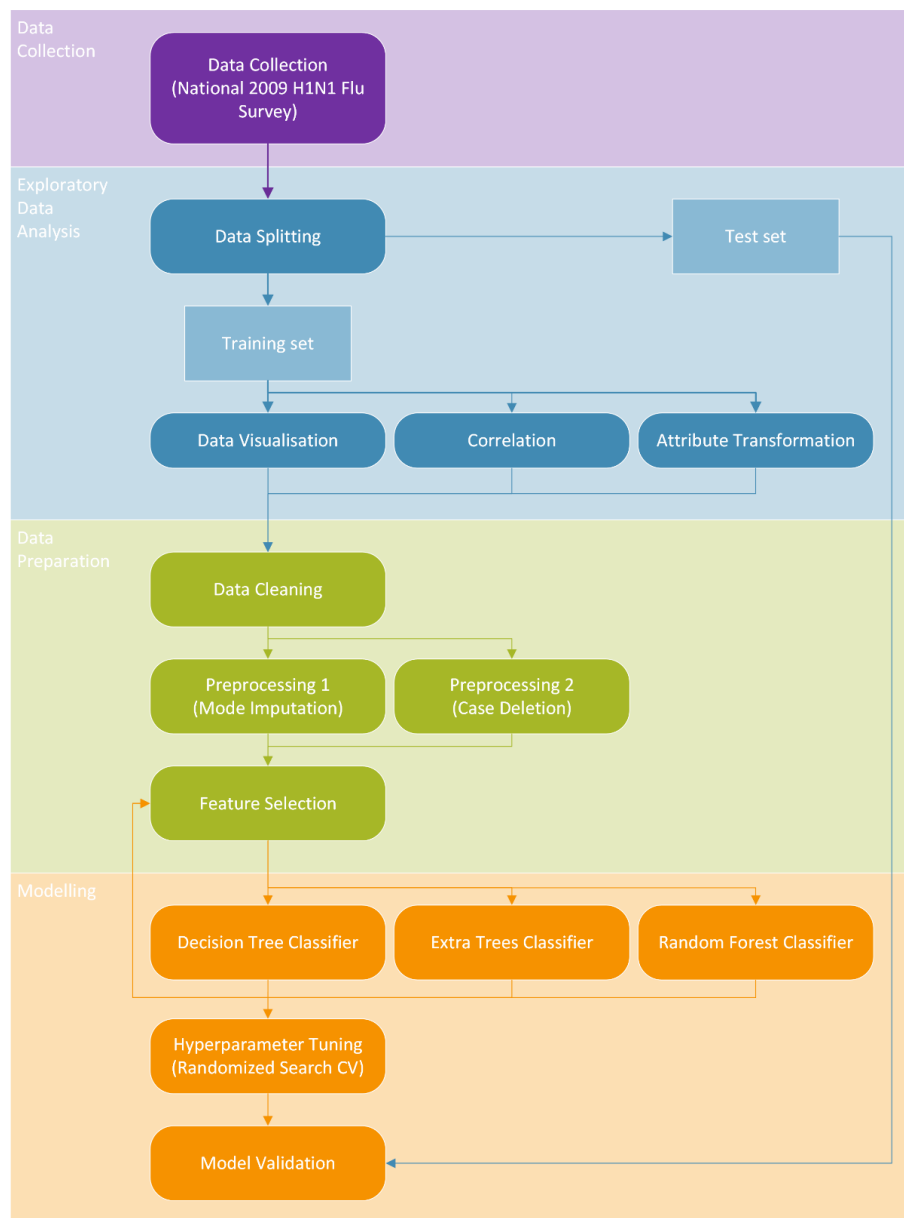 Data
Collection
Data Collection
(National 2009 H1N1 Flu
Survey)
Exploratory
Data
Analysis
Data Splitting
Test set
Training set
Data Visualisation
Correlation
Attribute Transformation
Data
Preparation
Data Cleaning
Preprocessing 1
(Mode Imputation)
Preprocessing 2
(Case Deletion)
Feature Selection
Modelling
Decision Tree Classifier
Extra Trees Classifier
Random Forest Classifier
Hyperparameter Tuning
(Randomized Search CV)
Model Validation